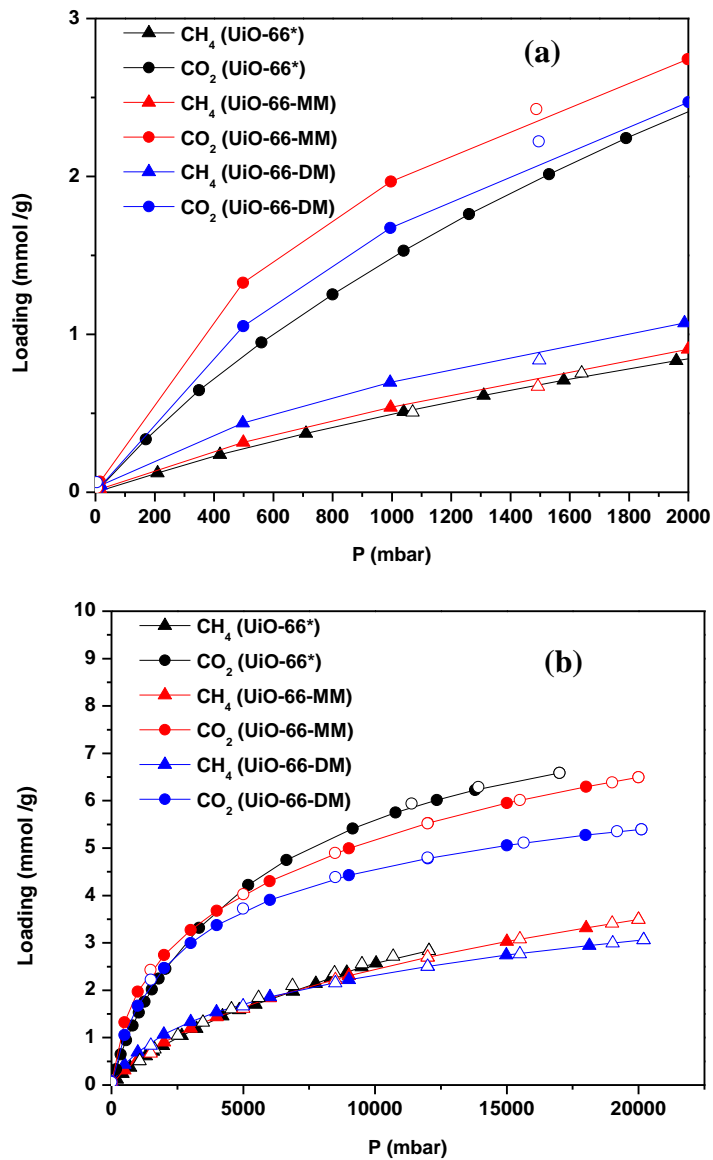 (a)
CH4 (UiO-66*)
CO2 (UiO-66*)
CH4 (UiO-66-MM)
CO2 (UiO-66-MM)
CH4 (UiO-66-DM)
CO2 (UiO-66-DM)
Loading (mmol /g)
3
2
1
0
0 200 400 600 800 1000 1200 1400 1600 1800 2000
P (mbar)
(b)
CH4 (UiO-66*)
CO2 (UiO-66*)
CH4 (UiO-66-MM)
CO2 (UiO-66-MM)
CH4 (UiO-66-DM)
CO2 (UiO-66-DM)
Loading (mmol /g)
10
9
8
7
6
5
4
3
2
1
0
0 5000 10000 15000 20000
P (mbar)